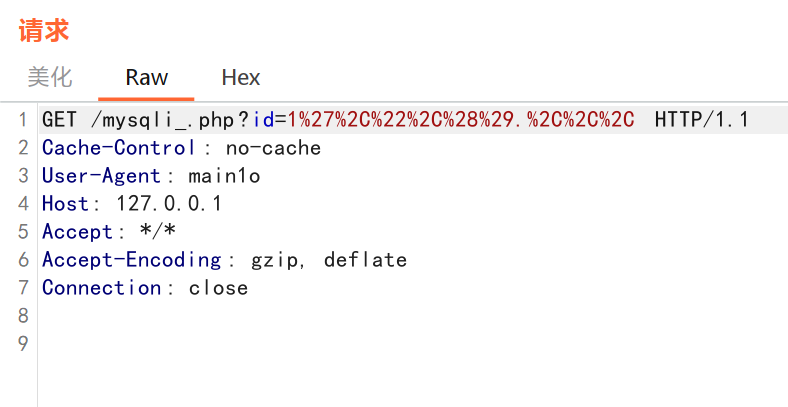 请求
美化 Raw Hex
1 GET /mysqli_.php?id=1%27%2C%22%2C%28%29.%2C%2C%2C HTTP/1.1
2 Cache-Control: no-cache
3 User-Agent: main1o
4 Host: 127.0.0.1
5 Accept: */*
6 Accept-Encoding: gzip, deflate
7 Connection: close
8
9